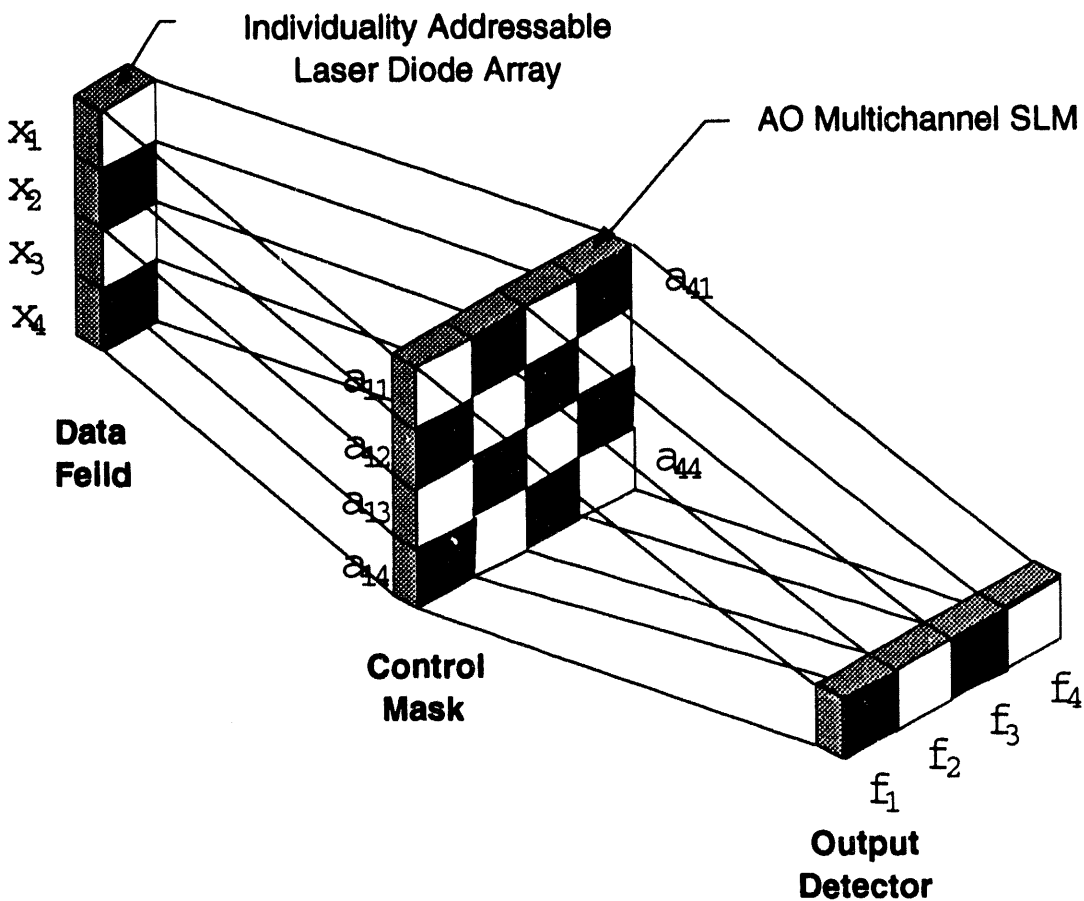 Individuality Addressable
Laser Diode Array
AO Multichannel SLM
x1
x2
x3
x4
a41
a11
a12
a13
a14
a44
Data
Feild
Control
Mask
f4
f3
f2
f1
Output
Detector